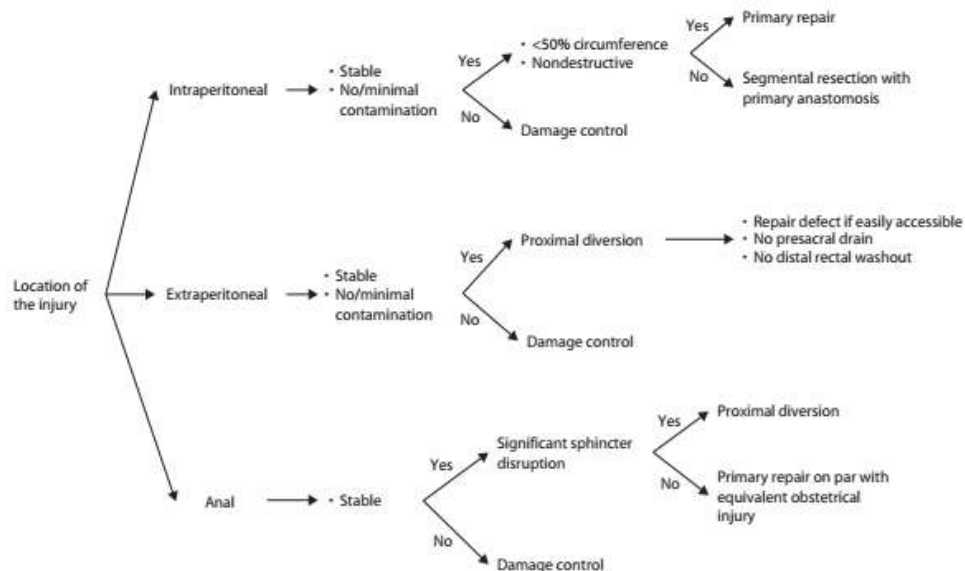 Location of
the injury
Intraperitoneal
• Stable
• No/minimal
contamination
Yes
No
• <50% circumference
• Nondestructive
Damage control
Yes
No
Primary repair
Segmental resection with
primary anastomosis
Extraperitoneal
• Stable
• No/minimal
contamination
Yes
No
Proximal diversion
Damage control
• Repair defect if easily accessible
• No presacral drain
• No distal rectal washout
Anal
• Stable
Yes
No
Significant sphincter
disruption
Damage control
Yes
No
Proximal diversion
Primary repair on par with
equivalent obstetrical
injury